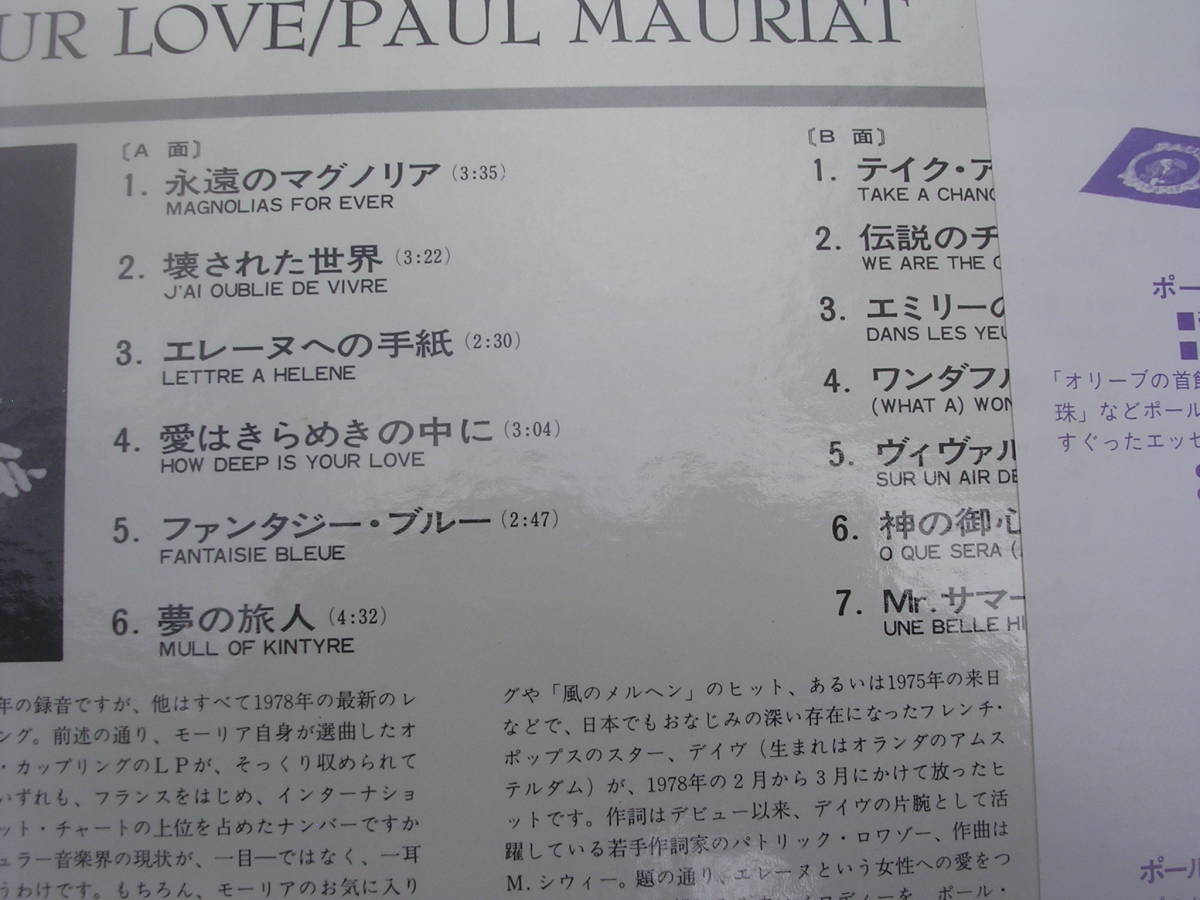 UR LOVE/PAUL MAURIAT
〔A 面〕
1. 永遠のマグノリア (3:35)
MAGNOLIAS FOR EVER
2. 壊された世界 (3:22)
J'AI OUBLIE DE VIVRE
3. エレーヌへの手紙 (2:30)
LETTRE A HELENE
4. 愛はきらめきの中に (3:04)
HOW DEEP IS YOUR LOVE
5. ファンタジー・ブルー (2:47)
FANTAISIE BLEUE
6. 夢の旅人 (4:32)
MULL OF KINTYRE
〔B 面〕
1. テイク・ア
TAKE A CHANC
2. 伝説のチ
WE ARE THE C
3. エミリーの
DANS LES YEU
4. ワンダフル
(WHAT A) WON
5. ヴィヴァル
SUR UN AIR DE
6. 神の御心
O QUE SERA (
7. Mr.サマー
UNE BELLE HI
年の録音ですが、他はすべて1978年の最新のレ
ング。前述の通り、モーリア自身が選曲したオ
・カップリングのLPが、そっくり収められて
いずれも、フランスをはじめ、インターナショ
ット・チャートの上位を占めたナンバーですか
ュラー音楽界の現状が、一目―ではなく、一耳
うわけです。もちろん、モーリアのお気に入り
グや「風のメルヘン」のヒット、あるいは1975年の来日
などで、日本でもおなじみの深い存在になったフレンチ・
ポップスのスター、デイヴ（生まれはオランダのアムス
テルダム）が、1978年の2月から3月にかけて放ったヒ
ットです。作詞はデビュー以来、デイヴの片腕として活
躍している若手作詞家のパトリック・ロワゾー、作曲は
M. シウィー。題の通り、エレーヌという女性への愛をつ
ポー
「オリーブの首飾
珠」などポール
すぐったエッセ
ポール